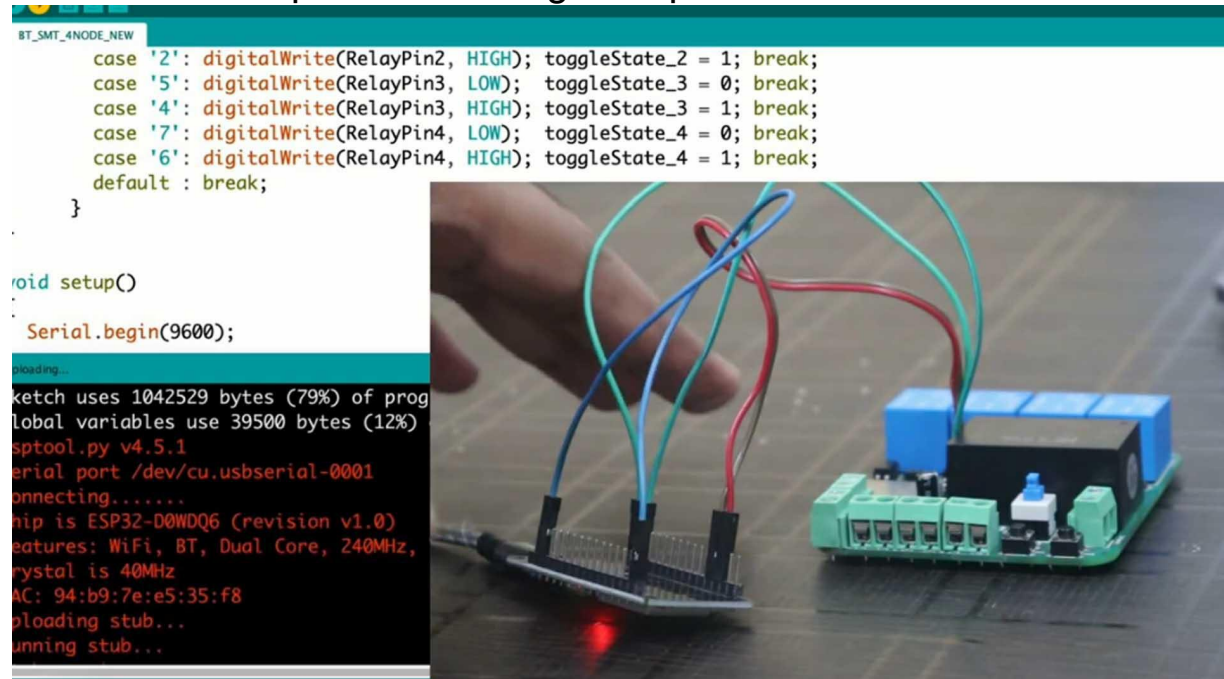 BT_SMT_4NODE_NEW
case '2': digitalWrite(RelayPin2, HIGH); toggleState_2 = 1; break;
case '5': digitalWrite(RelayPin3, LOW);  toggleState_3 = 0; break;
case '4': digitalWrite(RelayPin3, HIGH); toggleState_3 = 1; break;
case '7': digitalWrite(RelayPin4, LOW);  toggleState_4 = 0; break;
case '6': digitalWrite(RelayPin4, HIGH); toggleState_4 = 1; break;
default : break;
}
oid setup()
Serial.begin(9600);
ploading...
ketch uses 1042529 bytes (79%) of prog
lobal variables use 39500 bytes (12%)
sptool.py v4.5.1
erial port /dev/cu.usbserial-0001
onnecting.......
hip is ESP32-D0WDQ6 (revision v1.0)
eatures: WiFi, BT, Dual Core, 240MHz,
rystal is 40MHz
AC: 94:b9:7e:e5:35:f8
ploading stub...
unning stub...